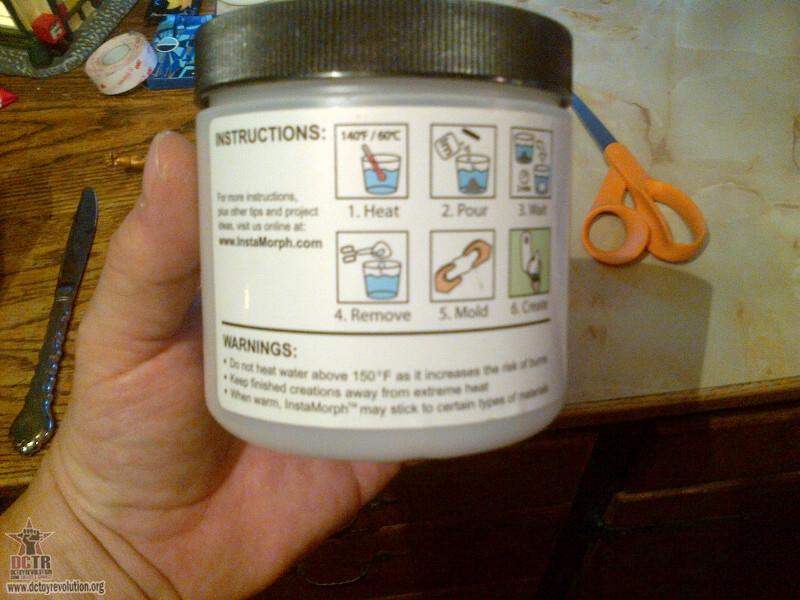 INSTRUCTIONS:
For more instructions,
plus other tips and project
ideas, visit us online at:
www.InstaMorph.com
140°F / 60°C
1. Heat
2. Pour
3. Wait
4. Remove
5. Mold
6. Create
WARNINGS:
• Do not heat water above 150°F as it increases the risk of burns
• Keep finished creations away from extreme heat
• When warm, InstaMorph™ may stick to certain types of materials
DCTR
www.dctoyrevolution.org